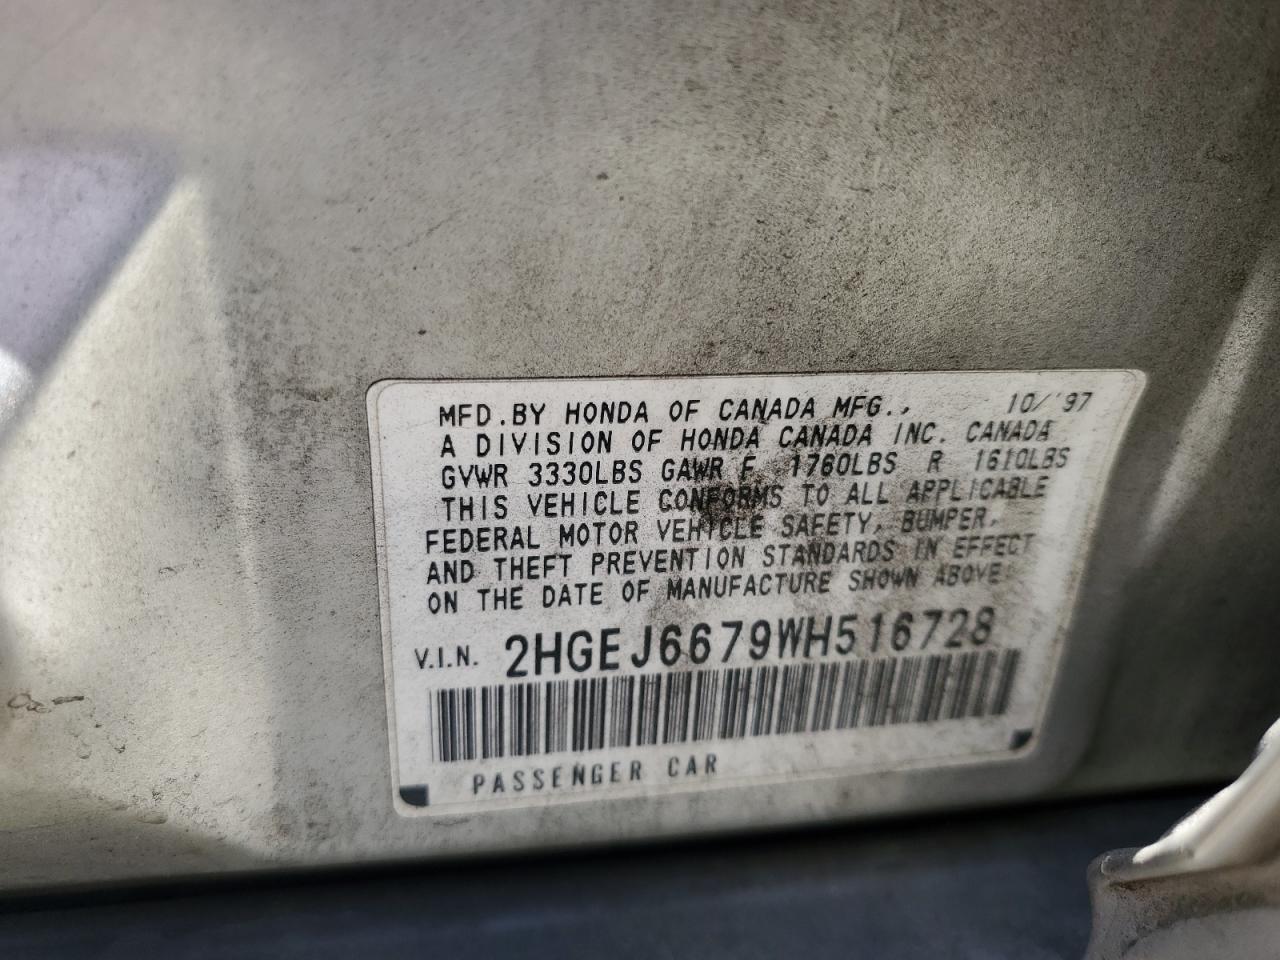 MFD.BY HONDA OF CANADA MFG., 10/'97
A DIVISION OF HONDA CANADA INC. CANADA
GVWR 3330LBS GAWR F 1760LBS R 1610LBS
THIS VEHICLE CONFORMS TO ALL APPLICABLE
FEDERAL MOTOR VEHICLE SAFETY, BUMPER,
AND THEFT PREVENTION STANDARDS IN EFFECT
ON THE DATE OF MANUFACTURE SHOWN ABOVE.
V.I.N. 2HGEJ6679WH516728
PASSENGER CAR